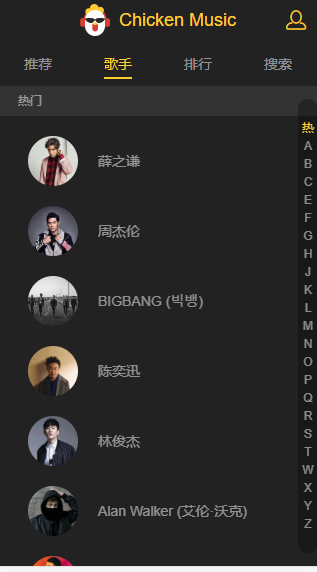 Chicken Music
推荐 歌手 排行 搜索
热门
薛之谦
周杰伦
BIGBANG (빅뱅)
陈奕迅
林俊杰
Alan Walker (艾伦·沃克)
热
A
B
C
E
F
G
H
J
K
L
M
N
O
P
Q
R
S
T
W
X
Y
Z